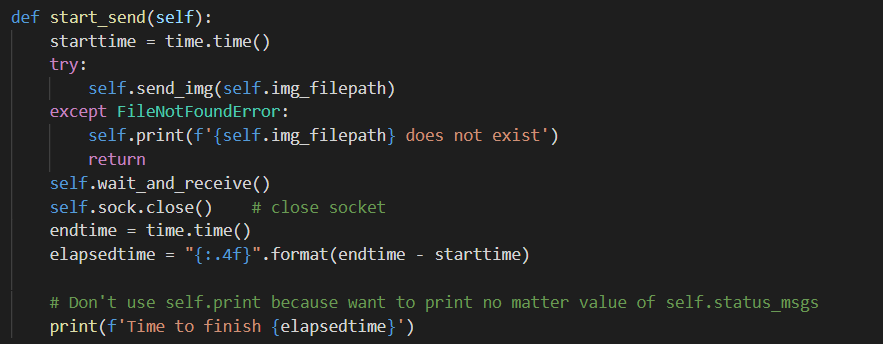 def start_send(self):
    starttime = time.time()
    try:
        self.send_img(self.img_filepath)
    except FileNotFoundError:
        self.print(f'{self.img_filepath} does not exist')
        return
    self.wait_and_receive()
    self.sock.close()    # close socket
    endtime = time.time()
    elapsedtime = "{:.4f}".format(endtime - starttime)

    # Don't use self.print because want to print no matter value of self.status_msgs
    print(f'Time to finish {elapsedtime}')